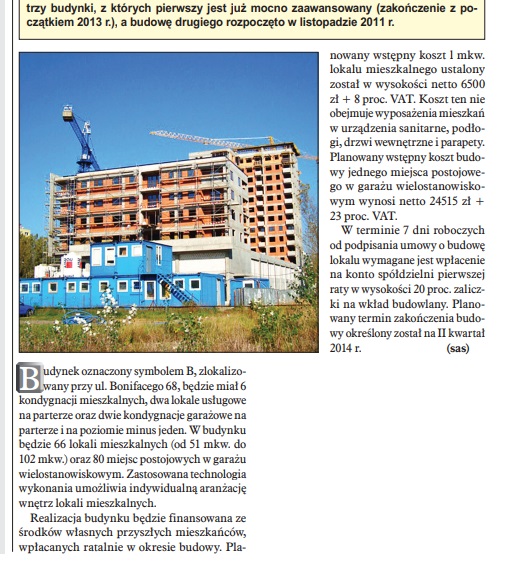 trzy budynki, z których pierwszy jest już mocno zaawansowany (zakończenie z po-
czątkiem 2013 r.), a budowę drugiego rozpoczęto w listopadzie 2011 r.
Budynek oznaczony symbolem B, zlokalizo-
wany przy ul. Bonifacego 68, będzie miał 6
kondygnacji mieszkalnych, dwa lokale usługowe
na parterze oraz dwie kondygnacje garażowe na
parterze i na poziomie minus jeden. W budynku
będzie 66 lokali mieszkalnych (od 51 mkw. do
102 mkw.) oraz 80 miejsc postojowych w garażu
wielostanowiskowym. Zastosowana technologia
wykonania umożliwia indywidualną aranżację
wnętrz lokali mieszkalnych.
Realizacja budynku będzie finansowana ze
środków własnych przyszłych mieszkańców,
wpłacanych ratalnie w okresie budowy. Pla-
nowany wstępny koszt 1 mkw.
lokalu mieszkalnego ustalony
został w wysokości netto 6500
zł + 8 proc. VAT. Koszt ten nie
obejmuje wyposażenia mieszkań
w urządzenia sanitarne, podło-
gi, drzwi wewnętrzne i parapety.
Planowany wstępny koszt budo-
wy jednego miejsca postojowe-
go w garażu wielostanowisko-
wym wynosi netto 24515 zł +
23 proc. VAT.
W terminie 7 dni roboczych
od podpisania umowy o budowę
lokalu wymagane jest wpłacenie
na konto spółdzielni pierwszej
raty w wysokości 20 proc. zalicz-
ki na wkład budowlany. Plano-
wany termin zakończenia budo-
wy określony został na II kwartał
2014 r. (sas)